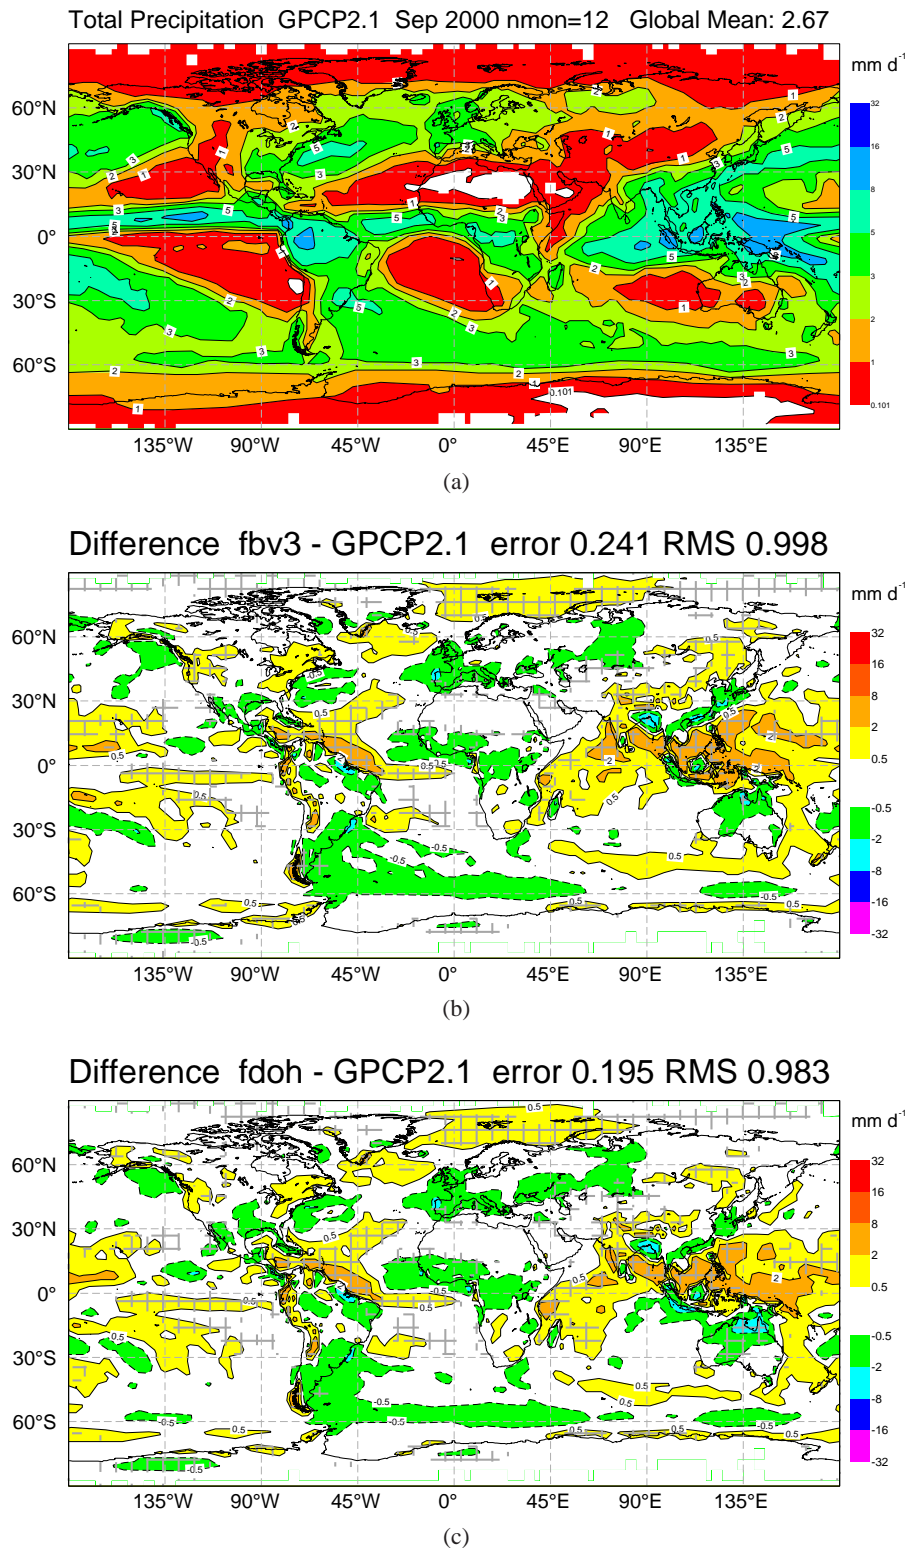 Total Precipitation GPCP2.1 Sep 2000 nmon=12 Global Mean: 2.67
mm d-1
60°N
30°N
0°
30°S
60°S
32
16
8
5
3
2
1
0.101
0.101
135°W 90°W 45°W 0° 45°E 90°E 135°E
(a)
Difference fbv3 - GPCP2.1 error 0.241 RMS 0.998
mm d-1
60°N
30°N
0°
30°S
60°S
32
16
8
2
0.5
-0.5
-2
-8
-16
-32
135°W 90°W 45°W 0° 45°E 90°E 135°E
(b)
Difference fdoh - GPCP2.1 error 0.195 RMS 0.983
mm d-1
60°N
30°N
0°
30°S
60°S
32
16
8
2
0.5
-0.5
-2
-8
-16
-32
135°W 90°W 45°W 0° 45°E 90°E 135°E
(c)